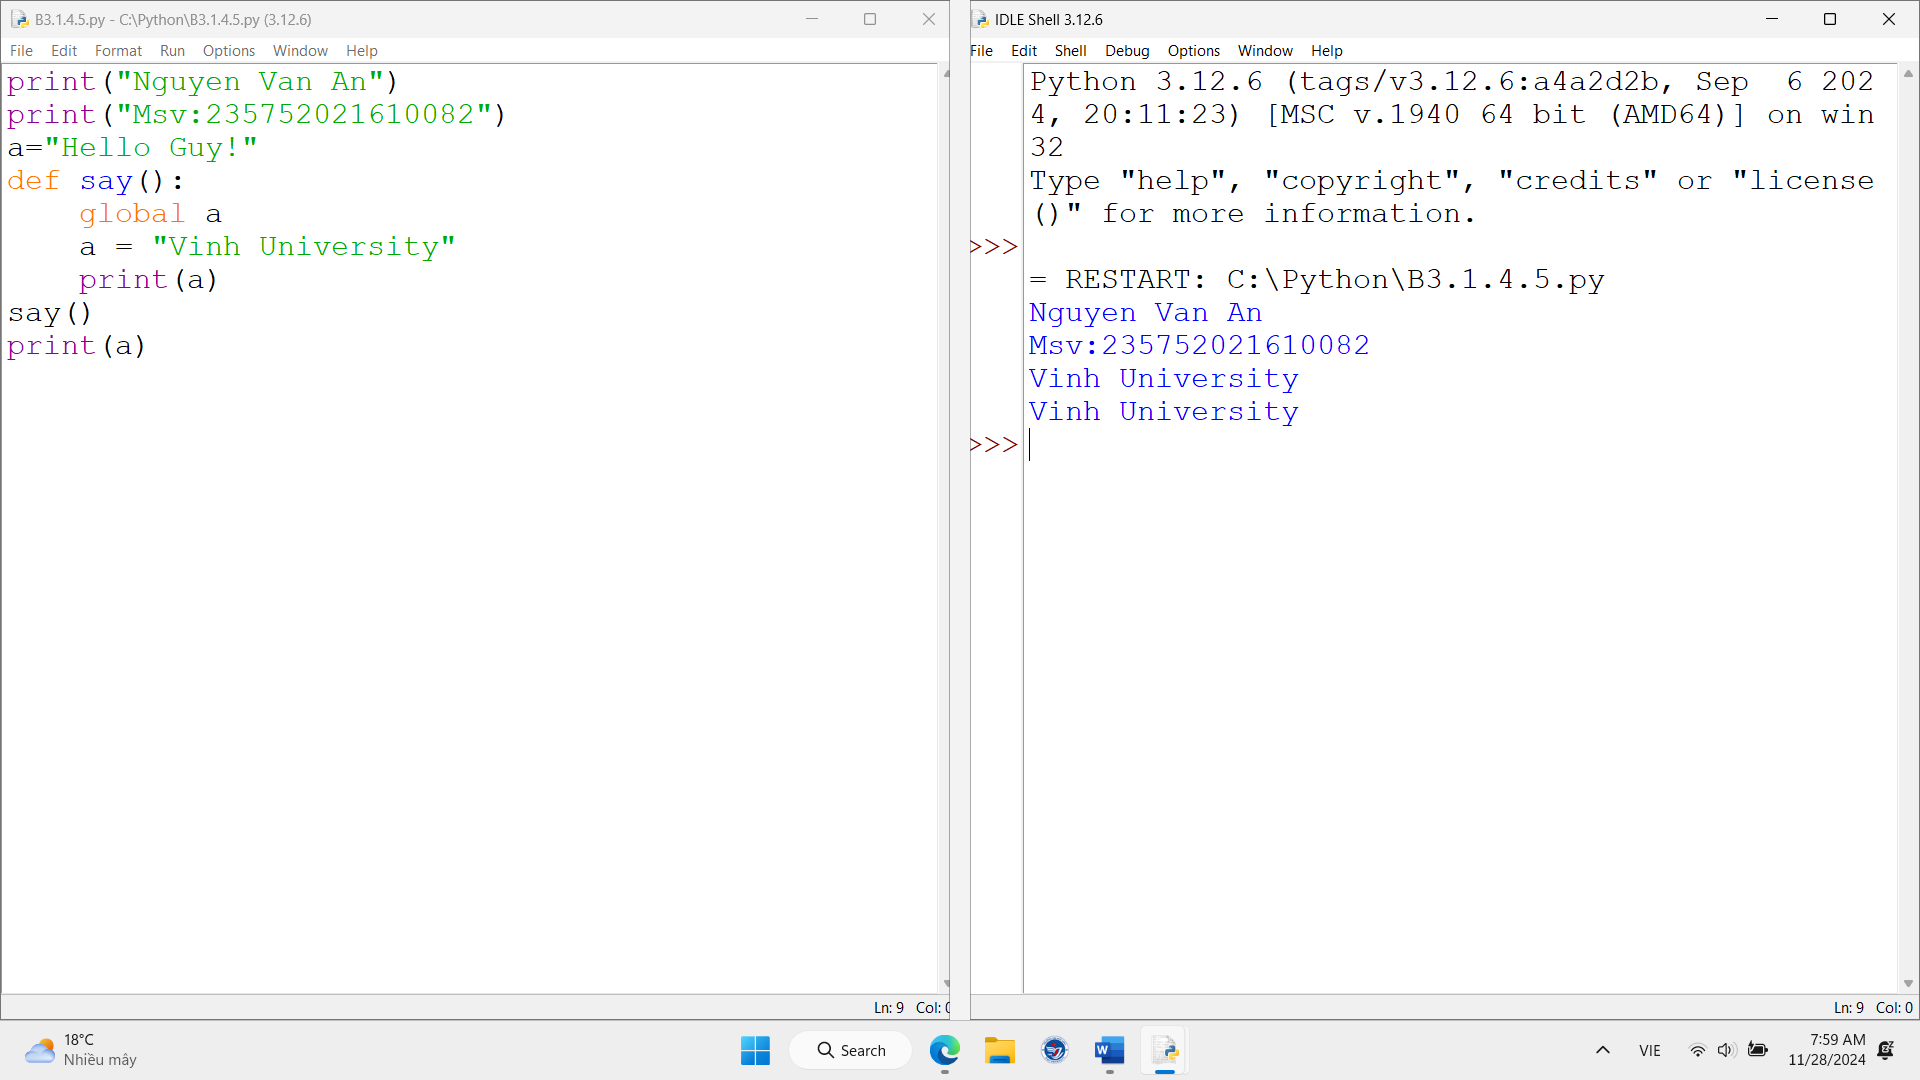 B3.1.4.5.py - C:\Python\B3.1.4.5.py (3.12.6)
File Edit Format Run Options Window Help
print("Nguyen Van An")
print("Msv:235752021610082")
a="Hello Guy!"
def say():
    global a
    a = "Vinh University"
    print(a)
say()
print(a)
Ln: 9 Col: 0
IDLE Shell 3.12.6
File Edit Shell Debug Options Window Help
Python 3.12.6 (tags/v3.12.6:a4a2d2b, Sep  6 202
4, 20:11:23) [MSC v.1940 64 bit (AMD64)] on win
32
Type "help", "copyright", "credits" or "license
()" for more information.
>>>
= RESTART: C:\Python\B3.1.4.5.py
Nguyen Van An
Msv:235752021610082
Vinh University
Vinh University
>>>
Ln: 9 Col: 0
18°C
Nhiều mây
Search
VIE
7:59 AM
11/28/2024